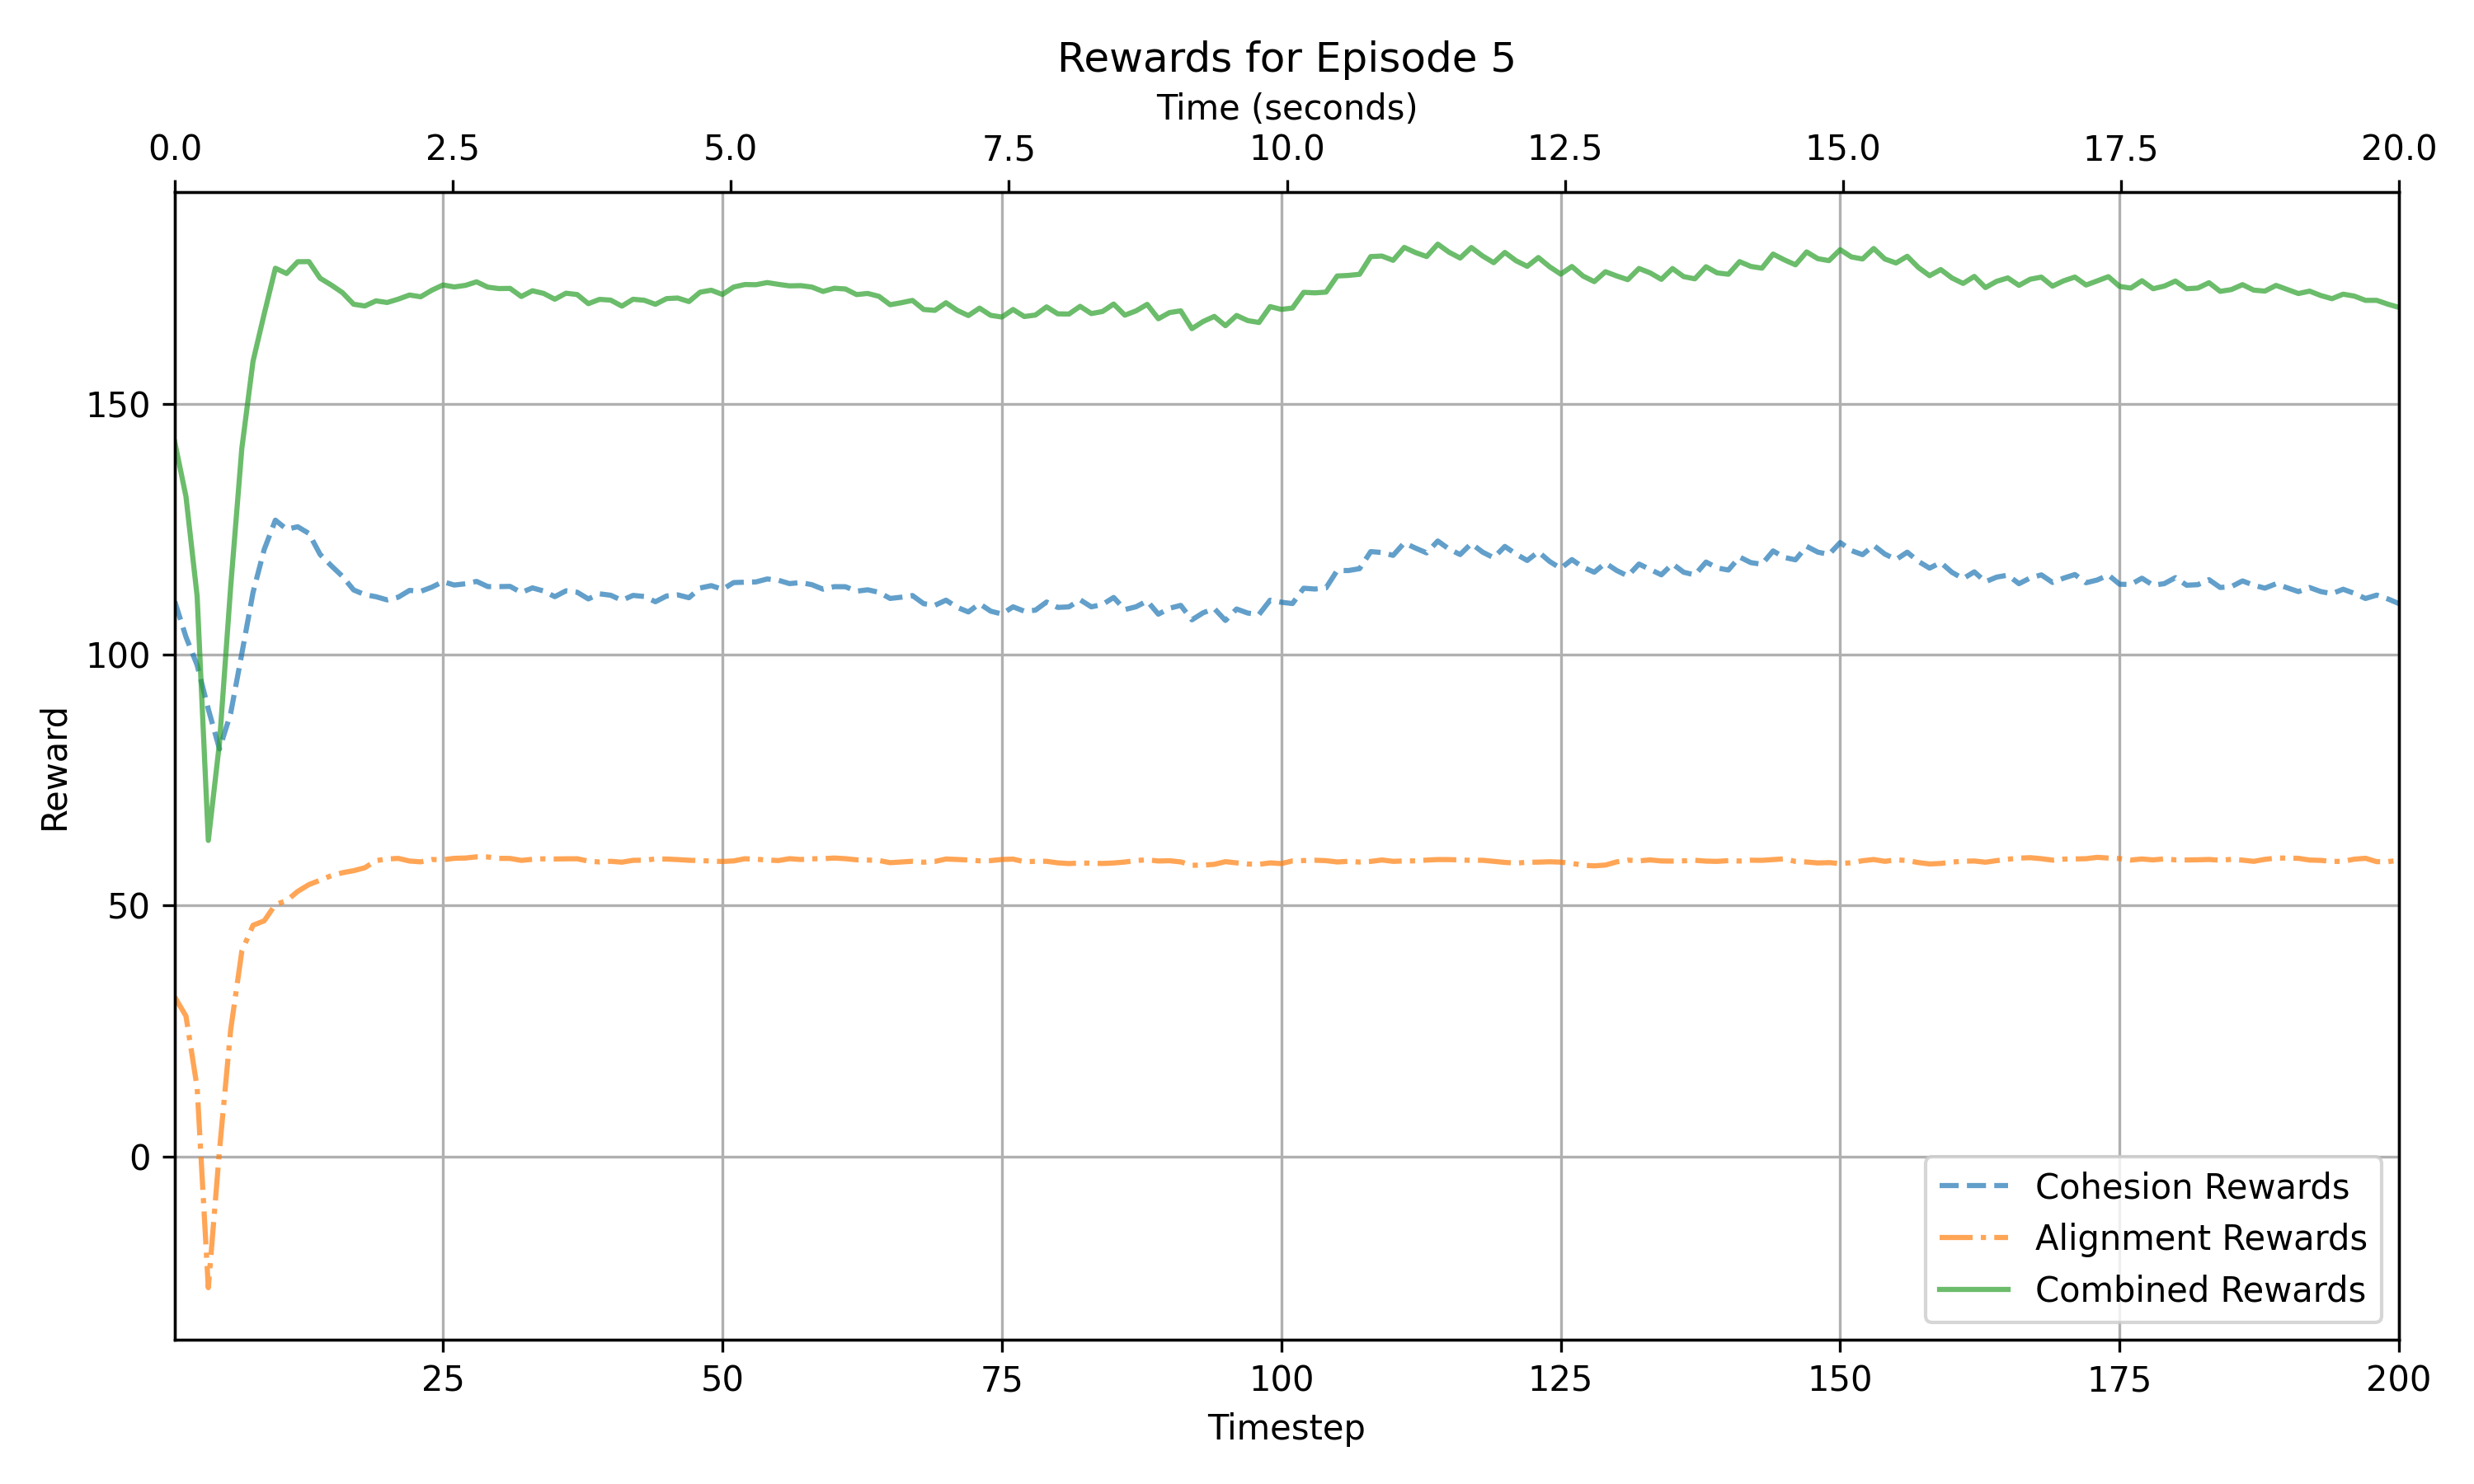 Rewards for Episode 5
Time (seconds)
0.0 2.5 5.0 7.5 10.0 12.5 15.0 17.5 20.0
150
100
50
0
Reward
Cohesion Rewards
Alignment Rewards
Combined Rewards
25 50 75 100 125 150 175 200
Timestep